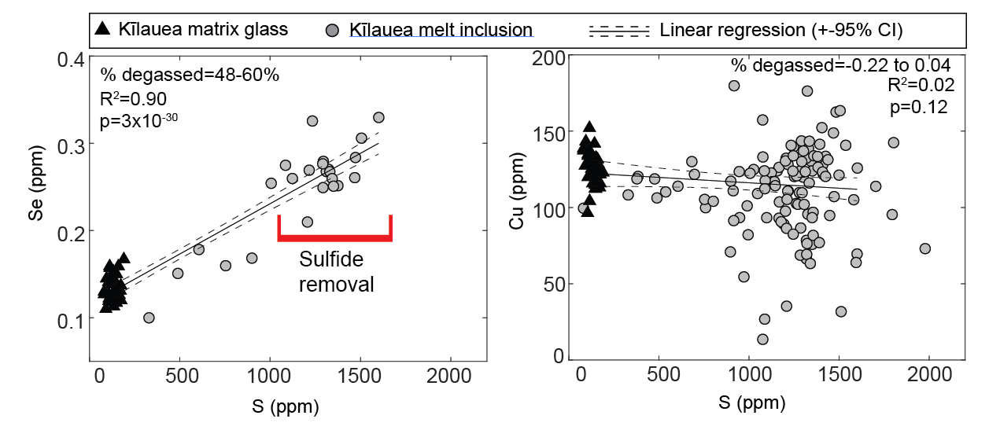 Kīlauea matrix glass
Kīlauea melt inclusion
Linear regression (+-95% CI)
% degassed=48-60%
R²=0.90
p=3x10⁻³⁰
Sulfide
removal
0.4
0.3
0.2
0.1
Se (ppm)
0 500 1000 1500 2000
S (ppm)
% degassed=-0.22 to 0.04
R²=0.02
p=0.12
200
150
100
50
0
Cu (ppm)
0 500 1000 1500 2000
S (ppm)